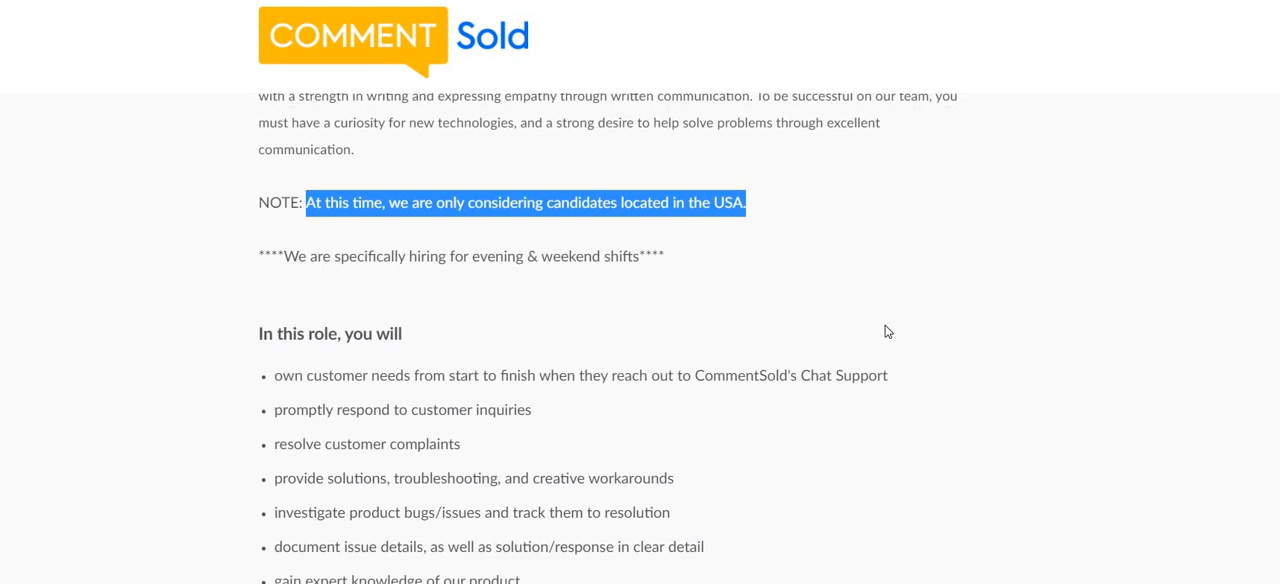 COMMENT Sold
with a strength in writing and expressing empathy through written communication. To be successful on our team, you
must have a curiosity for new technologies, and a strong desire to help solve problems through excellent
communication.
NOTE: At this time, we are only considering candidates located in the USA.
****We are specifically hiring for evening & weekend shifts****
In this role, you will
• own customer needs from start to finish when they reach out to CommentSold's Chat Support
• promptly respond to customer inquiries
• resolve customer complaints
• provide solutions, troubleshooting, and creative workarounds
• investigate product bugs/issues and track them to resolution
• document issue details, as well as solution/response in clear detail
• gain expert knowledge of our product